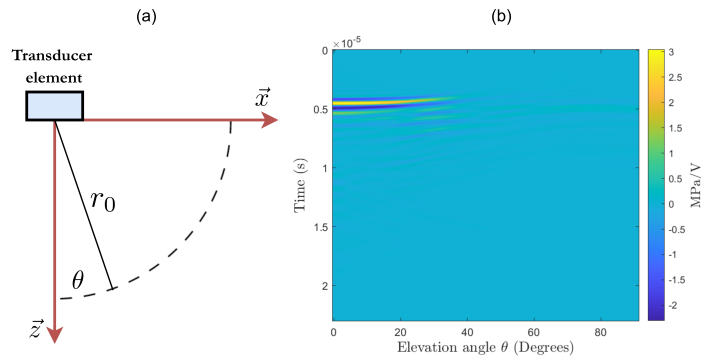 (a)
Transducer
element
x⃗
r₀
θ
z⃗
(b)
×10⁻⁵
0
0.5
1
1.5
2
Time (s)
0 20 40 60 80
Elevation angle θ (Degrees)
3
2.5
2
1.5
1
0.5
0
-0.5
-1
-1.5
-2
MPa/V